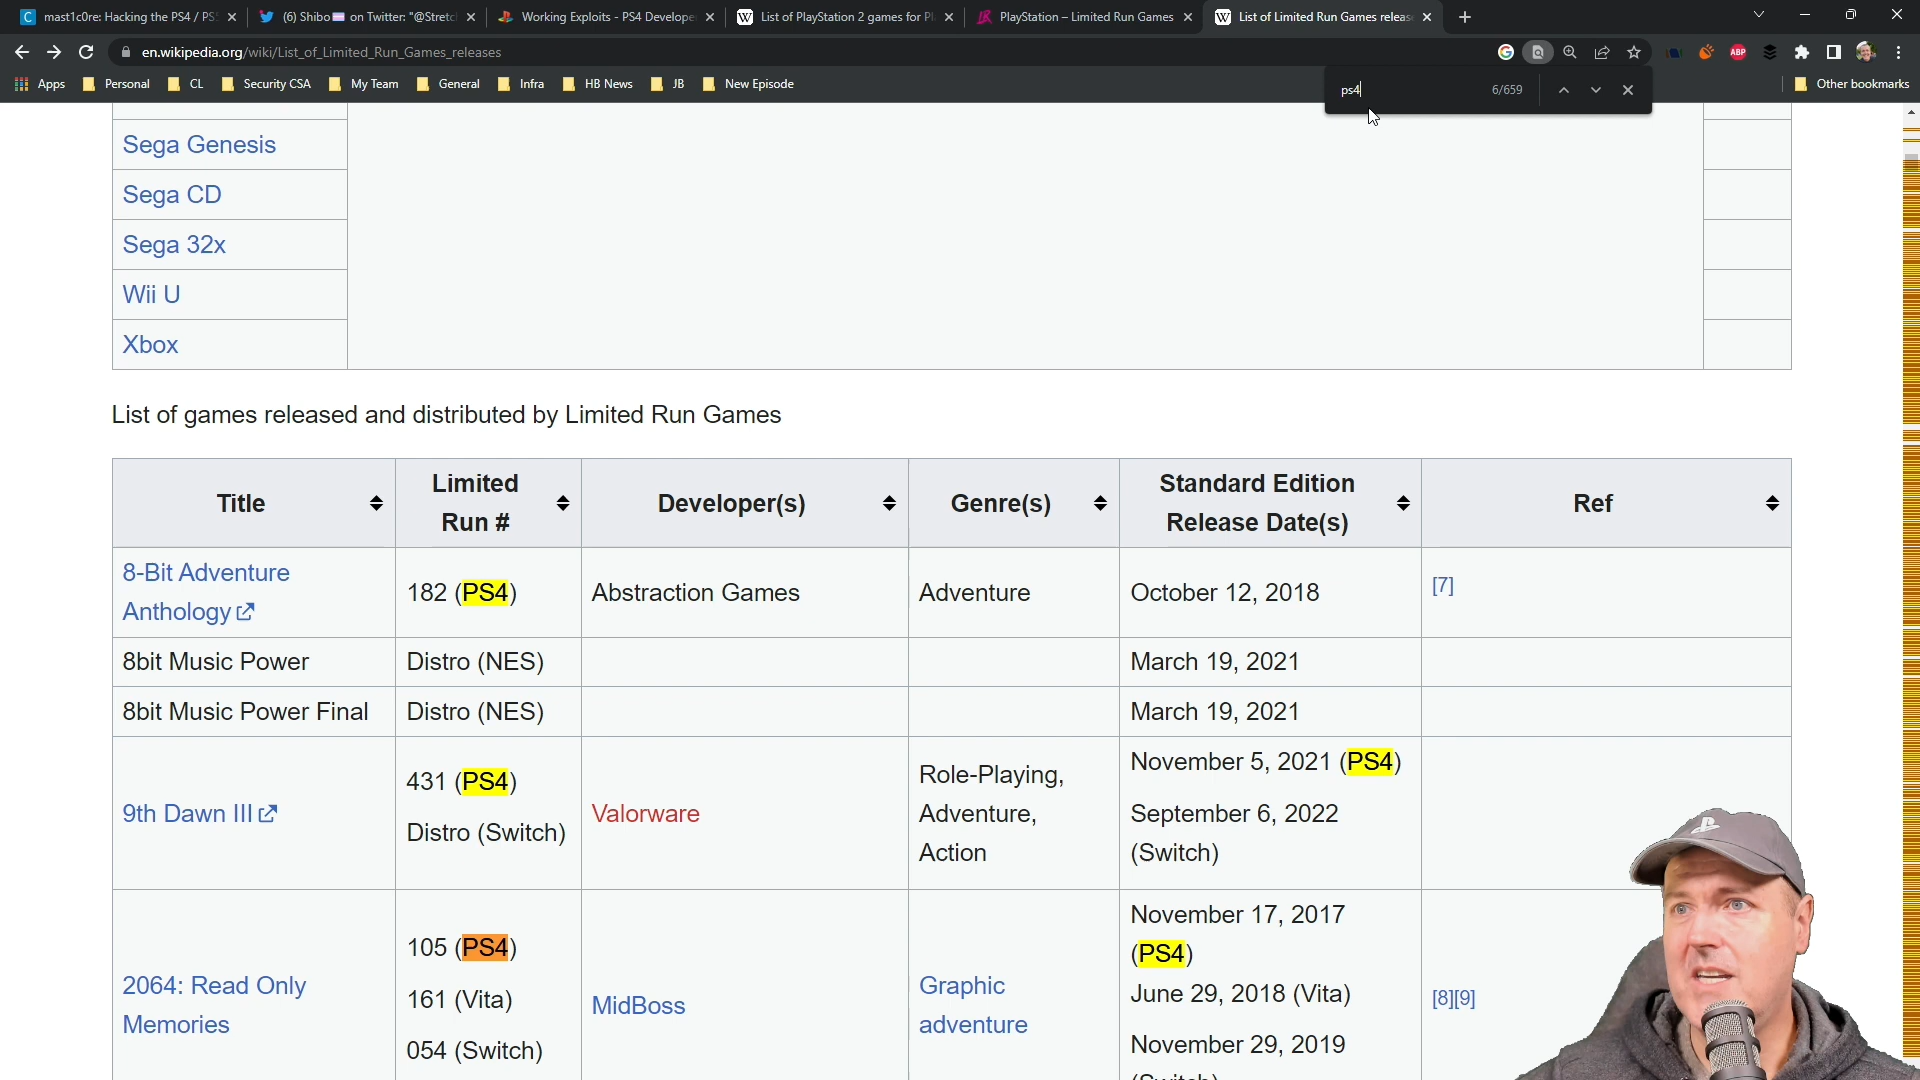 mast1c0re: Hacking the PS4 / PS
(6) Shibo on Twitter: "@Stretc
Working Exploits - PS4 Develope
List of PlayStation 2 games for P
PlayStation – Limited Run Games
List of Limited Run Games releas
en.wikipedia.org/wiki/List_of_Limited_Run_Games_releases
ABP
Apps
Personal
CL
Security CSA
My Team
General
Infra
HB News
JB
New Episode
Other bookmarks
ps4
6/659
Sega Genesis
Sega CD
Sega 32x
Wii U
Xbox
List of games released and distributed by Limited Run Games
Title
Limited
Run #
Developer(s)
Genre(s)
Standard Edition
Release Date(s)
Ref
8-Bit Adventure
Anthology
182 (PS4)
Abstraction Games
Adventure
October 12, 2018
[7]
8bit Music Power
Distro (NES)
March 19, 2021
8bit Music Power Final
Distro (NES)
March 19, 2021
9th Dawn III
431 (PS4)
Distro (Switch)
Valorware
Role-Playing,
Adventure,
Action
November 5, 2021 (PS4)
September 6, 2022
(Switch)
2064: Read Only
Memories
105 (PS4)
161 (Vita)
054 (Switch)
MidBoss
Graphic
adventure
November 17, 2017
(PS4)
June 29, 2018 (Vita)
November 29, 2019
(Switch)
[8][9]